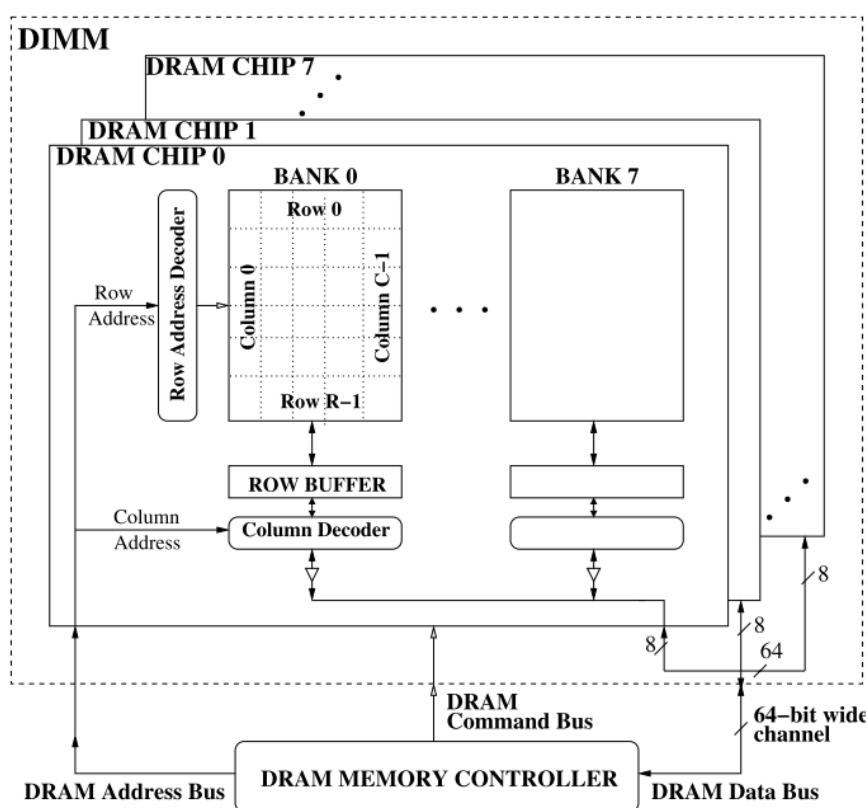 DIMM
DRAM CHIP 7
DRAM CHIP 1
DRAM CHIP 0
BANK 0
BANK 7
Row Address Decoder
Row 0
Column 0
Column C-1
Row R-1
Row
Address
ROW BUFFER
Column
Address
Column Decoder
8
8
8
64
DRAM
Command Bus
64-bit wide
channel
DRAM MEMORY CONTROLLER
DRAM Address Bus
DRAM Data Bus